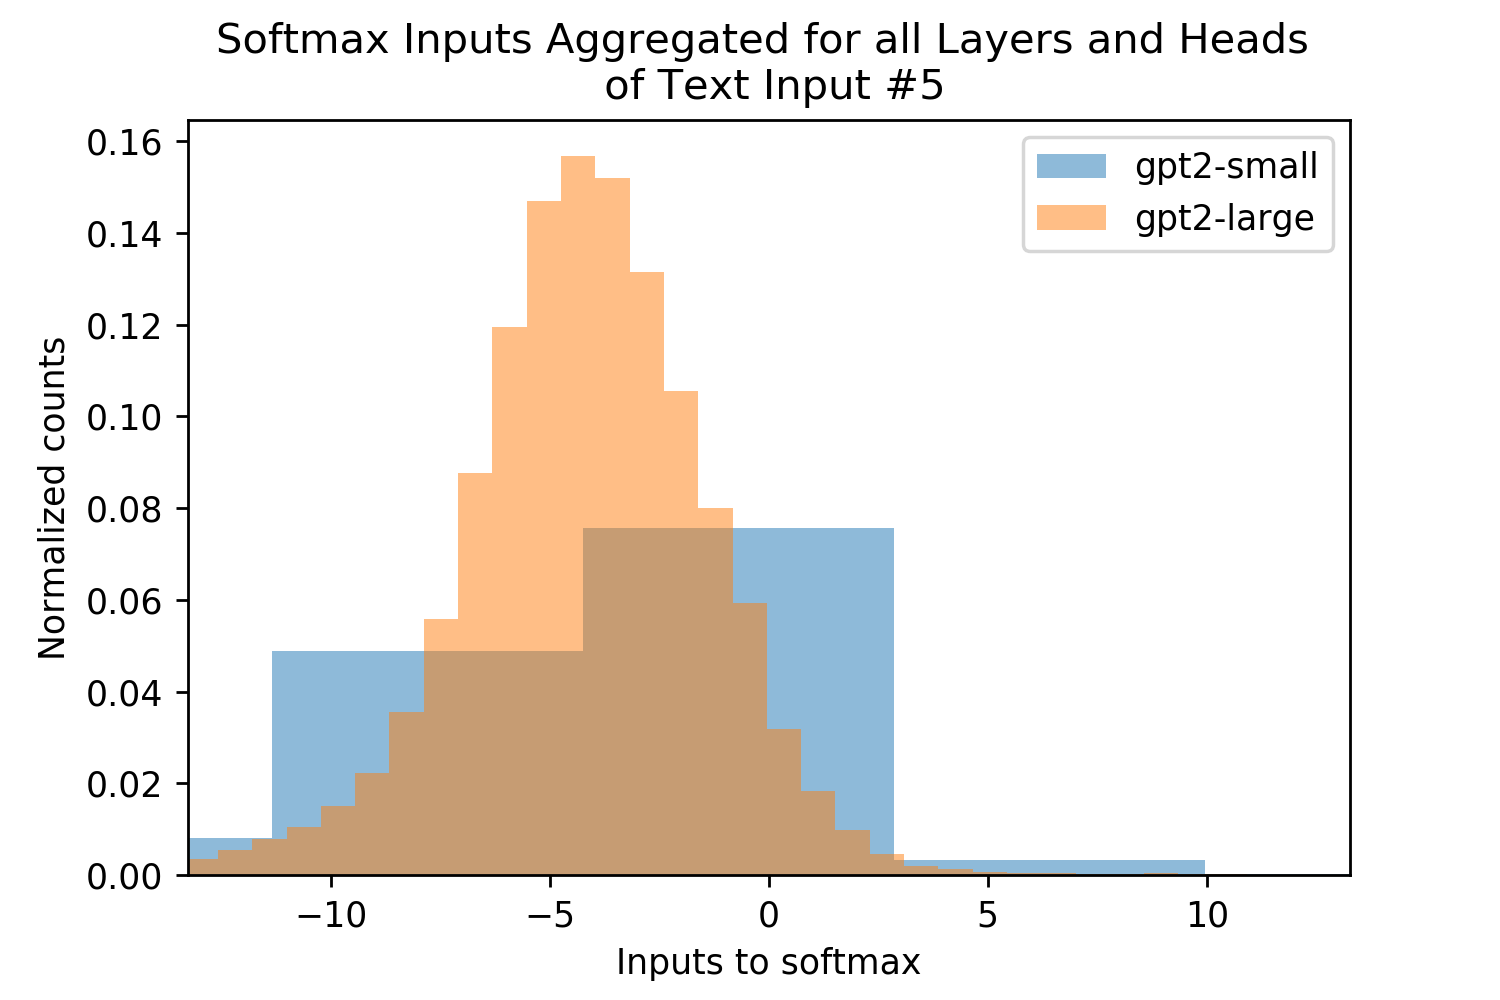 Softmax Inputs Aggregated for all Layers and Heads
of Text Input #5
gpt2-small
gpt2-large
Normalized counts
0.16
0.14
0.12
0.10
0.08
0.06
0.04
0.02
0.00
−10
−5
0
5
10
Inputs to softmax